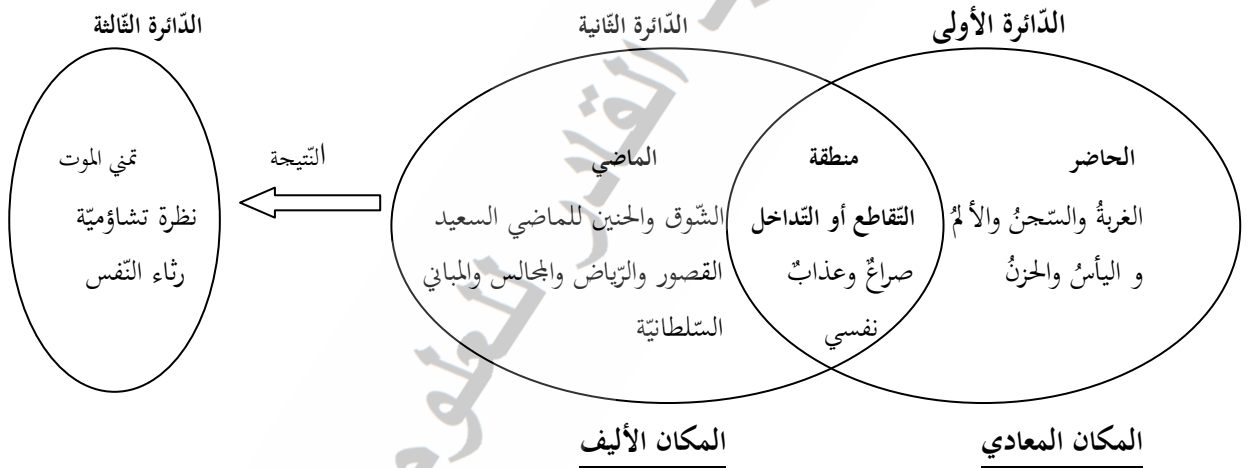 الدّائرة الأولى
الدّائرة الثّانية
الدّائرة الثّالثة
الحاضر
الغربةُ والسّجنُ والألمُ
و اليأسُ والحزنُ
منطقة
التّقاطع أو التّداخل
صراعٌ وعذابٌ
نفسي
الماضي
الشّوق والحنين للماضي السعيد
القصور والرّياض والمجالس والمباني
السّلطانيّة
النّتيجة
تمني الموت
نظرة تشاؤميّة
رثاء النّفس
المكان المعادي
المكان الأليف
القادر للعلوم